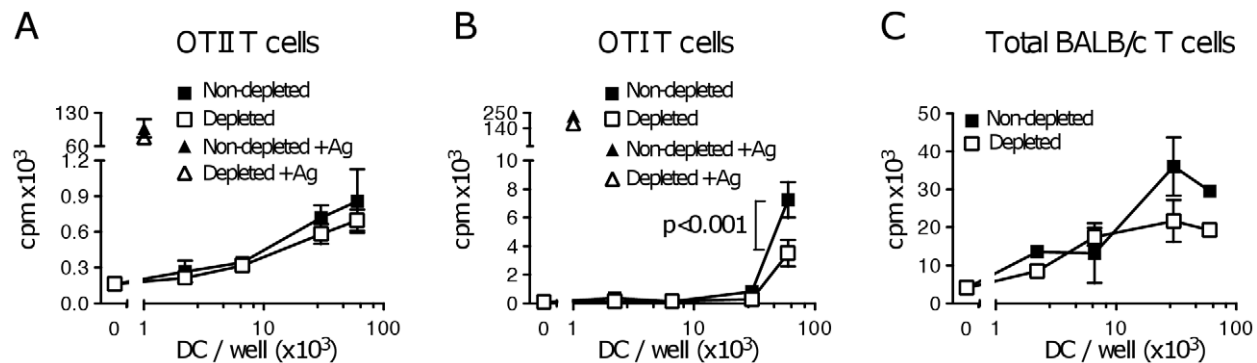 A
OTII T cells
Non-depleted
Depleted
Non-depleted +Ag
Depleted +Ag
130
60
1.2
0.9
0.6
0.3
0.0
cpm x10³
0 1 10 100
DC / well (x10³)
B
OTI T cells
Non-depleted
Depleted
Non-depleted +Ag
Depleted +Ag
250
140
10
8
6
4
2
0
cpm x10³
p<0.001
0 1 10 100
DC / well (x10³)
C
Total BALB/c T cells
Non-depleted
Depleted
50
40
30
20
10
0
cpm x10³
0 1 10 100
DC / well (x10³)